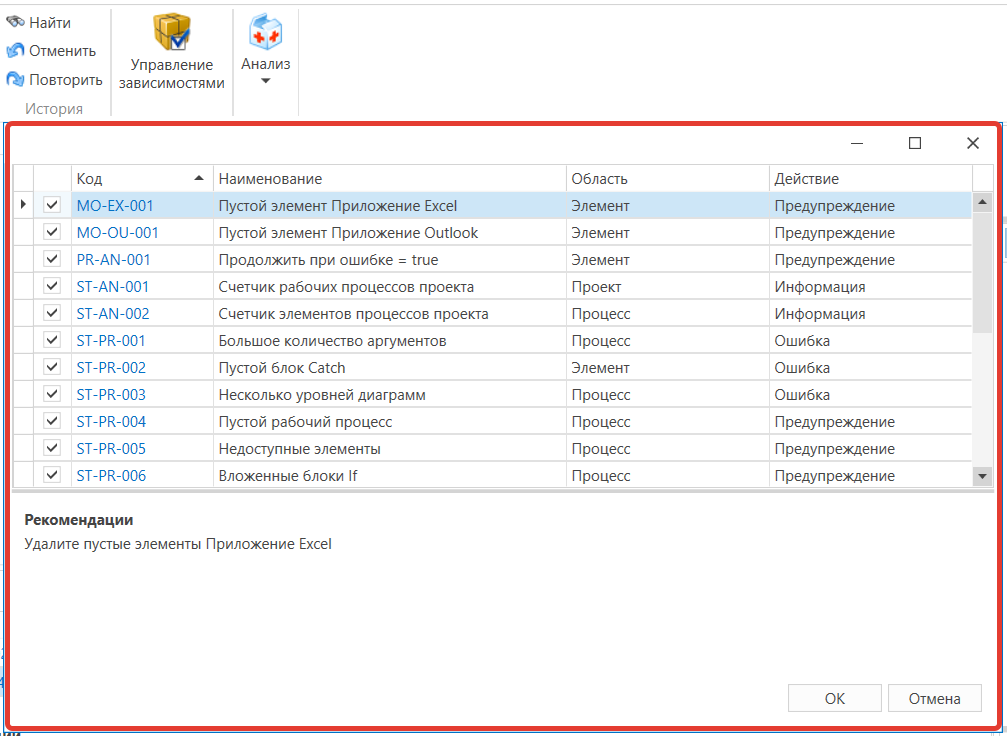 Найти
Отменить
Повторить
История
Управление
зависимостями
Анализ
Код Наименование Область Действие
MO-EX-001 Пустой элемент Приложение Excel Элемент Предупреждение
MO-OU-001 Пустой элемент Приложение Outlook Элемент Предупреждение
PR-AN-001 Продолжить при ошибке = true Элемент Предупреждение
ST-AN-001 Счетчик рабочих процессов проекта Проект Информация
ST-AN-002 Счетчик элементов процессов проекта Процесс Информация
ST-PR-001 Большое количество аргументов Процесс Ошибка
ST-PR-002 Пустой блок Catch Элемент Ошибка
ST-PR-003 Несколько уровней диаграмм Процесс Ошибка
ST-PR-004 Пустой рабочий процесс Процесс Предупреждение
ST-PR-005 Недоступные элементы Процесс Предупреждение
ST-PR-006 Вложенные блоки If Процесс Предупреждение
Рекомендации
Удалите пустые элементы Приложение Excel
ОК Отмена